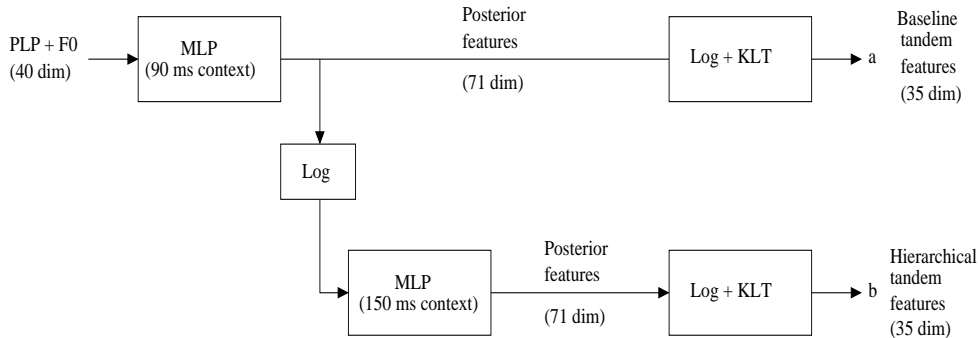 PLP + F0
(40 dim)
MLP
(90 ms context)
Posterior
features
(71 dim)
Log + KLT
a
Baseline
tandem
features
(35 dim)
Log
MLP
(150 ms context)
Posterior
features
(71 dim)
Log + KLT
b
Hierarchical
tandem
features
(35 dim)